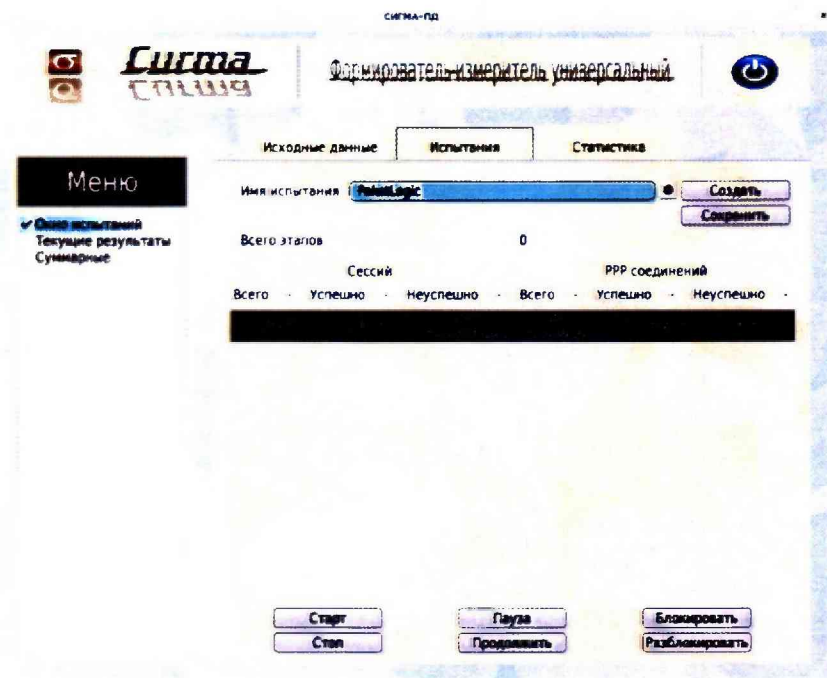 СИГМА-ПД
Сигма
Формирователь-измеритель универсальный
Исходные данные Испытания Статистика
Меню
Имя испытания Создать
Сохранить
Окно испытаний
Текущие результаты
Суммарные
Всего этапов 0
Сессий PPP соединений
Всего - Успешно - Неуспешно - Всего - Успешно - Неуспешно -
Старт Пауза Блокировать
Стоп Продолжить Разблокировать